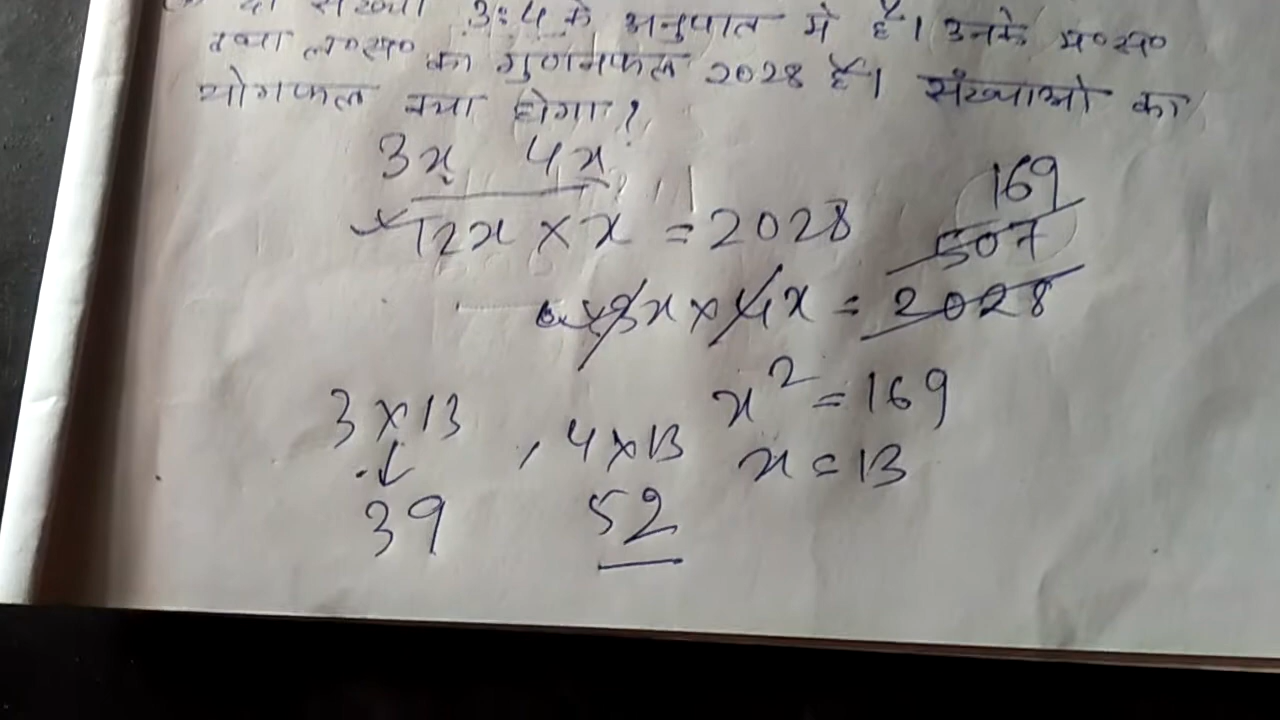 दो संख्या 3:4 के अनुपात में हैं। उनके म०स०
तथा ल०स० का गुणनफल 2028 है। संख्याओ का
योगफल क्या होगा?
3x 4x
12x × x = 2028
169
507
3x × 4x = 2028
x² = 169
3 × 13 , 4 × 13 x = 13
39 52